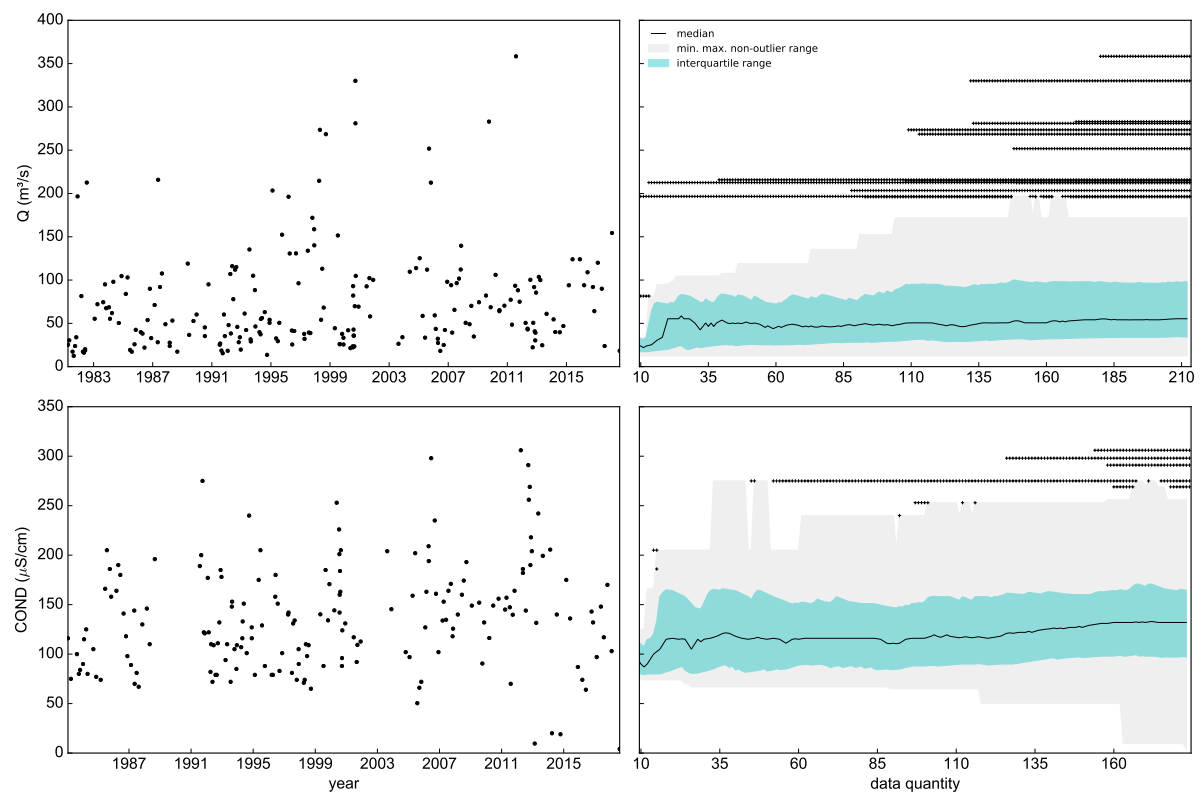 400
350
300
250
200
150
100
50
0
Q (m³/s)
1983 1987 1991 1995 1999 2003 2007 2011 2015
median
min. max. non-outlier range
interquartile range
10 35 60 85 110 135 160 185 210
350
300
250
200
150
100
50
0
COND (μS/cm)
1987 1991 1995 1999 2003 2007 2011 2015
year
10 35 60 85 110 135 160
data quantity